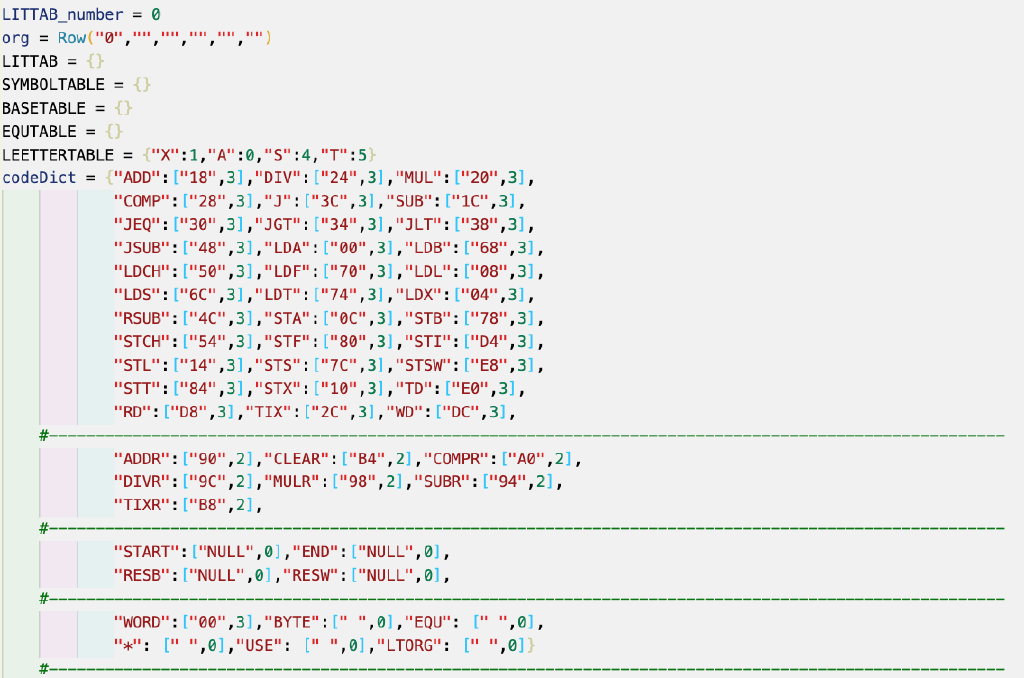 LITTAB_number = 0
org = Row("0","","","","","")
LITTAB = {}
SYMBOLTABLE = {}
BASETABLE = {}
EQUTABLE = {}
LEETTERTABLE = {"X":1,"A":0,"S":4,"T":5}
codeDict = {"ADD":["18",3],"DIV":["24",3],"MUL":["20",3],
"COMP":["28",3],"J":["3C",3],"SUB":["1C",3],
"JEQ":["30",3],"JGT":["34",3],"JLT":["38",3],
"JSUB":["48",3],"LDA":["00",3],"LDB":["68",3],
"LDCH":["50",3],"LDF":["70",3],"LDL":["08",3],
"LDS":["6C",3],"LDT":["74",3],"LDX":["04",3],
"RSUB":["4C",3],"STA":["0C",3],"STB":["78",3],
"STCH":["54",3],"STF":["80",3],"STI":["D4",3],
"STL":["14",3],"STS":["7C",3],"STSW":["E8",3],
"STT":["84",3],"STX":["10",3],"TD":["E0",3],
"RD":["D8",3],"TIX":["2C",3],"WD":["DC",3],
#------------------------------------------------------------------------------------------------------
"ADDR":["90",2],"CLEAR":["B4",2],"COMPR":["A0",2],
"DIVR":["9C",2],"MULR":["98",2],"SUBR":["94",2],
"TIXR":["B8",2],
#------------------------------------------------------------------------------------------------------
"START":["NULL",0],"END":["NULL",0],
"RESB":["NULL",0],"RESW":["NULL",0],
#------------------------------------------------------------------------------------------------------
"WORD":["00",3],"BYTE":[" ",0],"EQU": [" ",0],
"*": [" ",0],"USE": [" ",0],"LTORG": [" ",0]}
#------------------------------------------------------------------------------------------------------